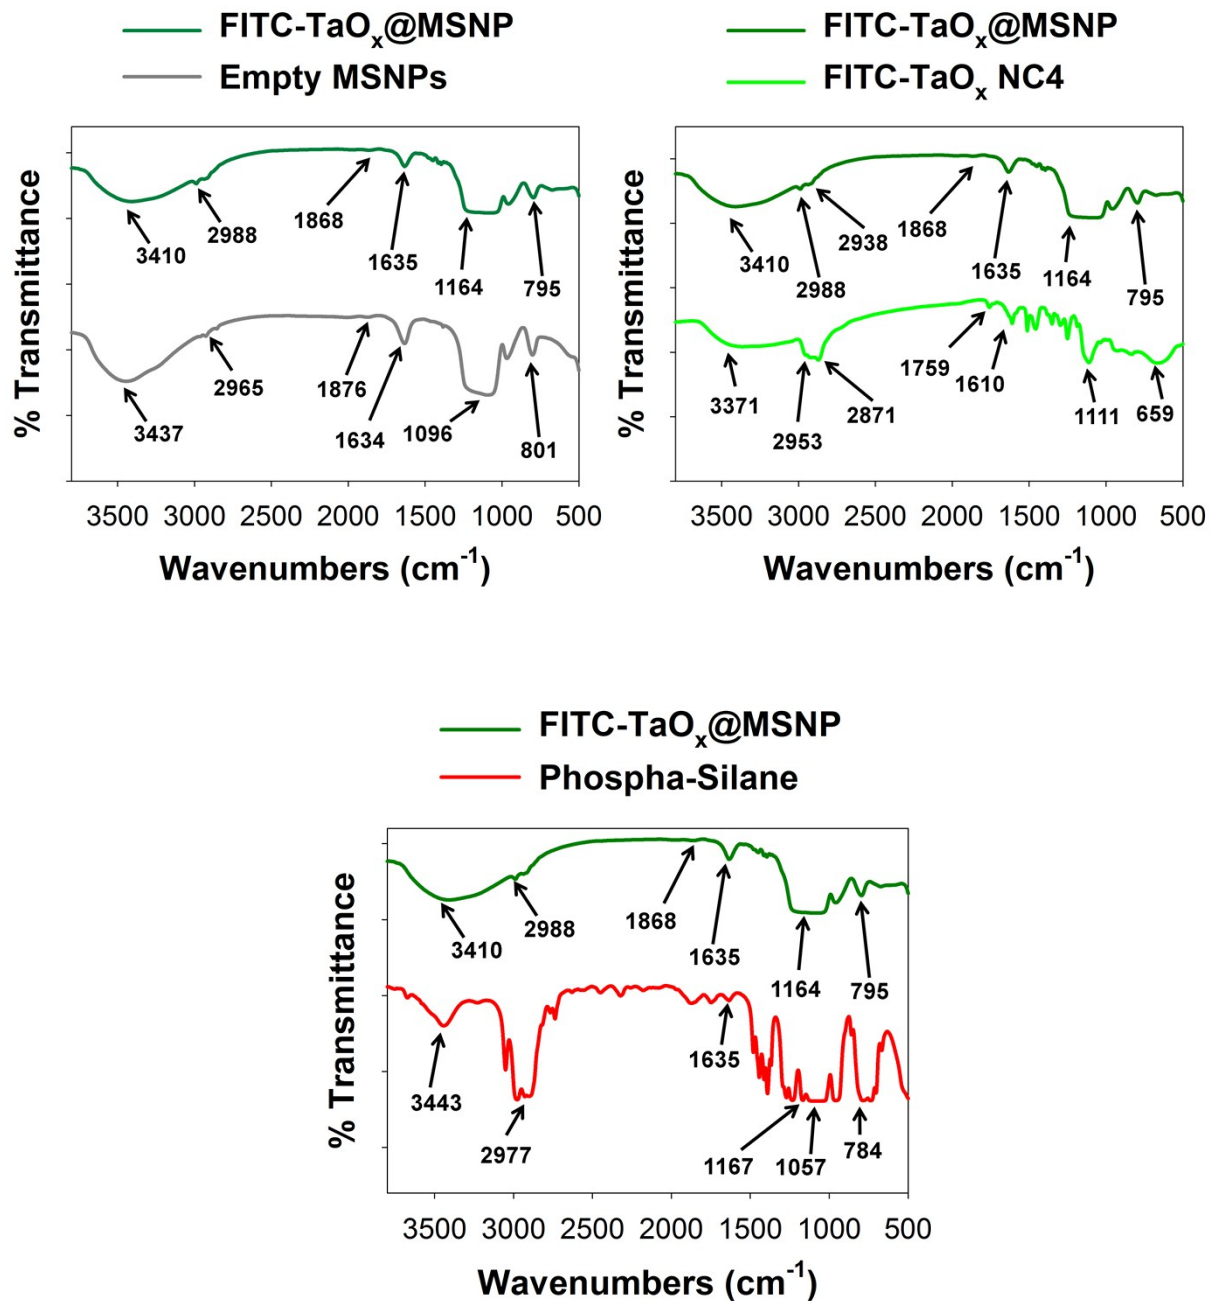 FITC-TaOx@MSNP
Empty MSNPs
% Transmittance
3410
2988
1868
1635
1164
795
3437
2965
1876
1634
1096
801
3500 3000 2500 2000 1500 1000 500
Wavenumbers (cm-1)
FITC-TaOx@MSNP
FITC-TaOx NC4
% Transmittance
3410
2988
2938
1868
1635
1164
795
3371
2953
2871
1759
1610
1111
659
3500 3000 2500 2000 1500 1000 500
Wavenumbers (cm-1)
FITC-TaOx@MSNP
Phospha-Silane
% Transmittance
3410
2988
1868
1635
1164
795
3443
2977
1635
1167
1057
784
3500 3000 2500 2000 1500 1000 500
Wavenumbers (cm-1)